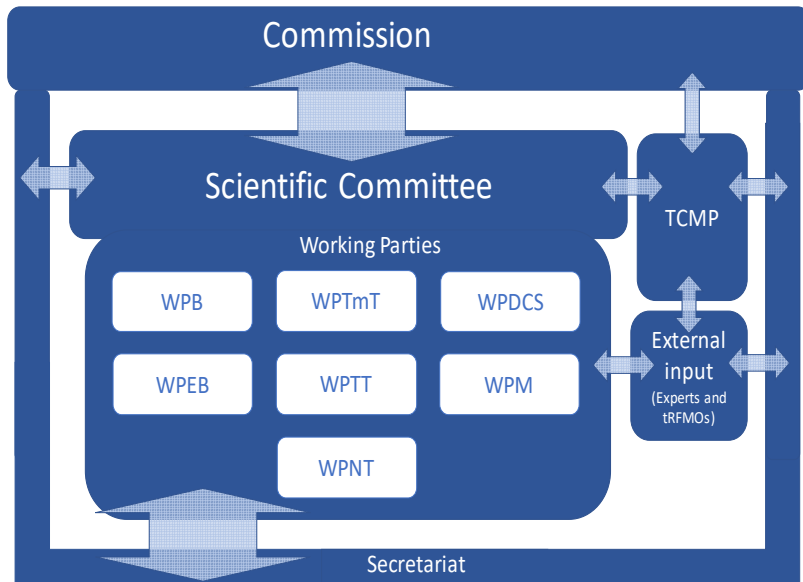 Commission
Scientific Committee
TCMP
Working Parties
WPB
WPTmT
WPDCS
WPEB
WPTT
WPM
WPNT
External
input
(Experts and
tRFMOs)
Secretariat